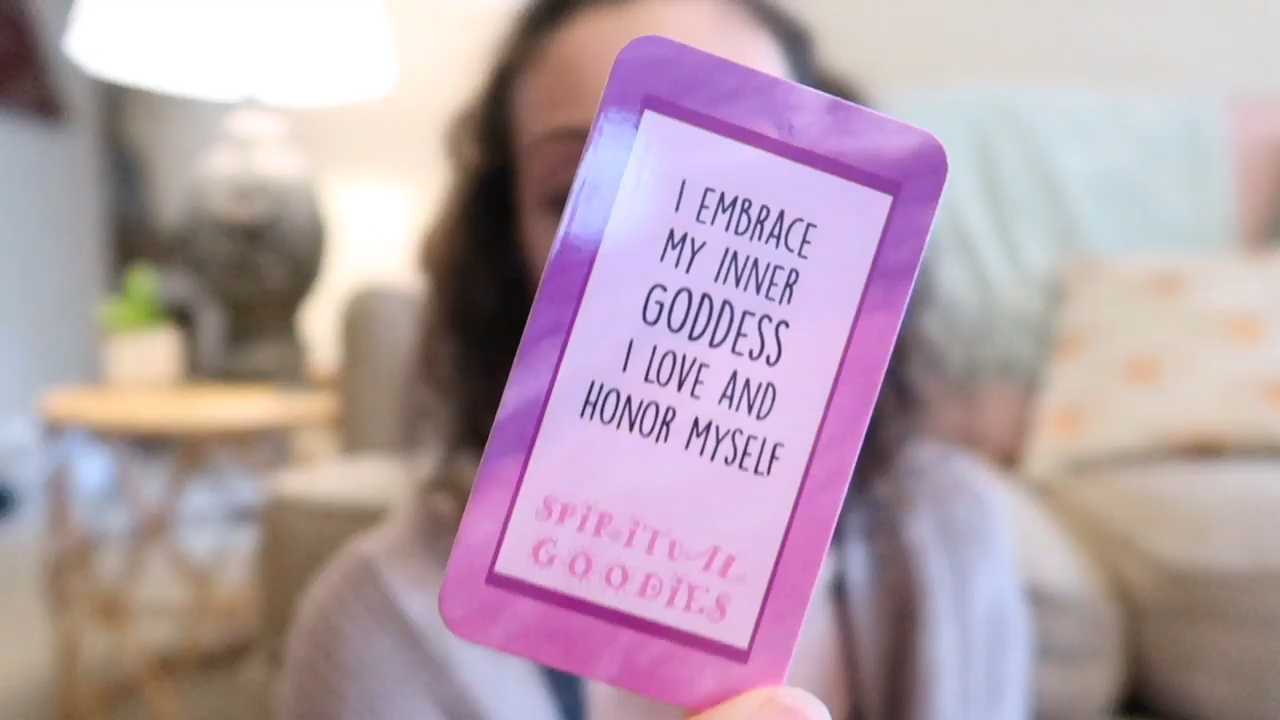 I EMBRACE
MY INNER
GODDESS
I LOVE AND
HONOR MYSELF
SPIRITUAL
GOODIES